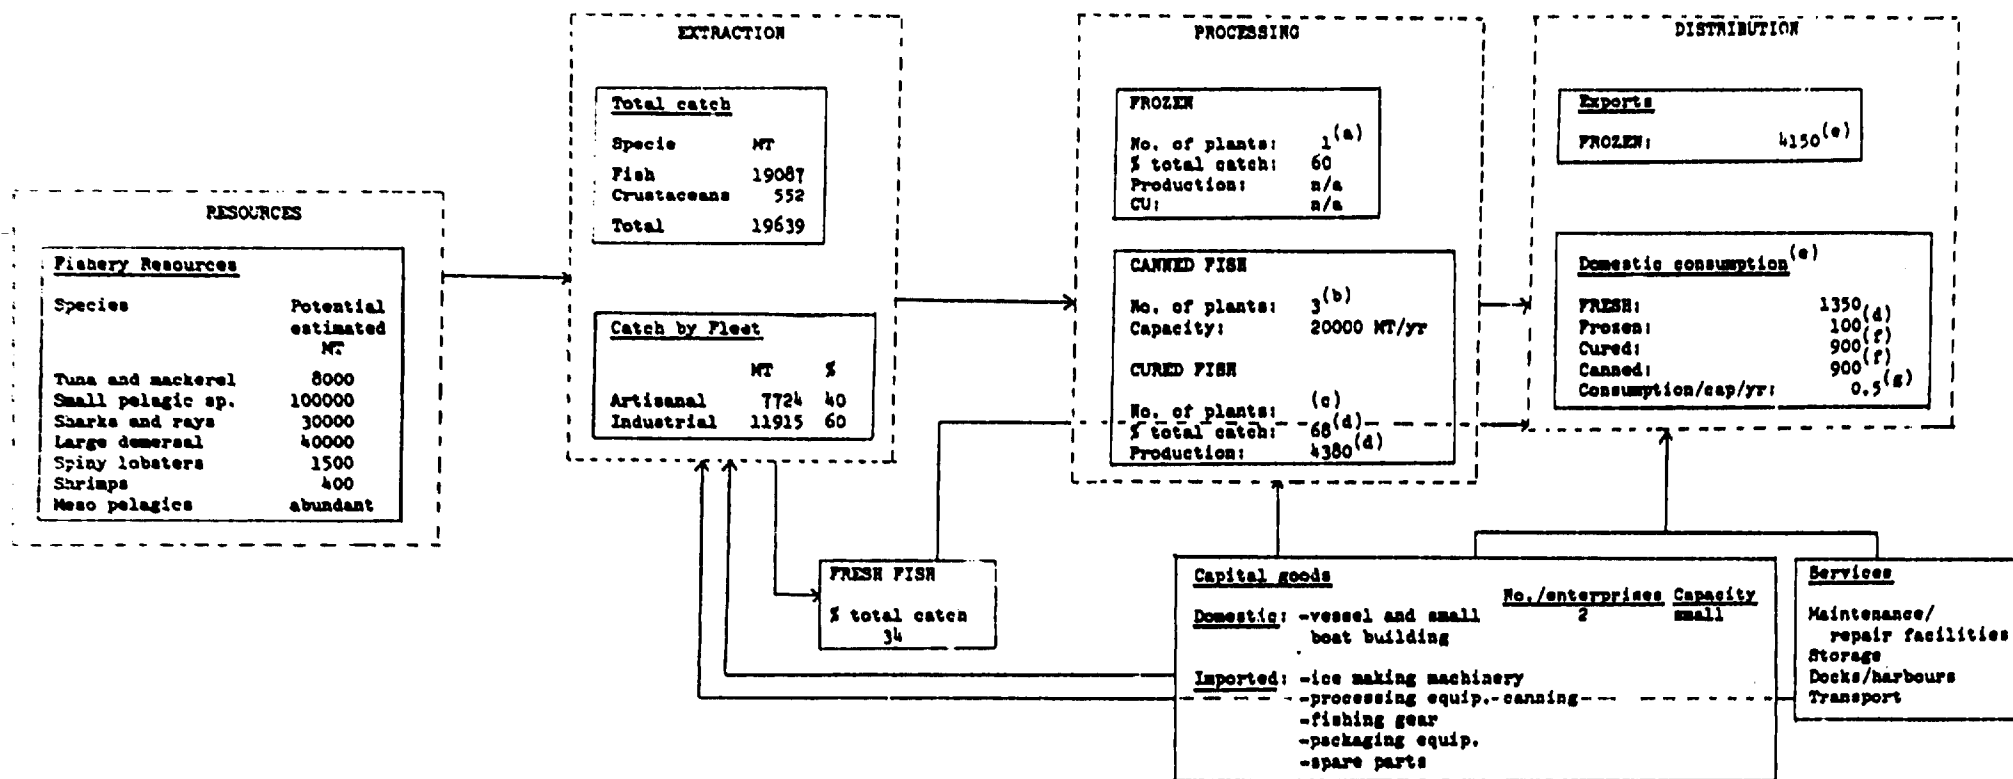 RESOURCES
Fishery Resources
Species Potential
estimated
MT
Tuna and mackerel 8000
Small pelagic sp. 100000
Sharks and rays 30000
Large demersal 40000
Spiny lobsters 1500
Shrimps 400
Meso pelagics abundant
EXTRACTION
Total catch
Specie MT
Fish 19087
Crustaceans 552
Total 19639
Catch by Fleet
MT %
Artisanal 7724 40
Industrial 11915 60
FRESH FISH
% total catch
34
PROCESSING
FROZEN
No. of plants: 1(a)
% total catch: 60
Production: n/a
CU: n/a
CANNED FISH
No. of plants: 3(b)
Capacity: 20000 MT/yr
CURED FISH
No. of plants: (c)
% total catch: 68(d)
Production: 4380(d)
DISTRIBUTION
Exports
FROZEN: 4150(e)
Domestic consumption(e)
FRESH: 1350
Frozen: 100(d)
Cured: 900(f)
Canned: 900(f)
Consumption/cap/yr: 0.5(g)
Capital goods
No./enterprises Capacity
Domestic: -vessel and small 2 small
boat building
Imported: -ice making machinery
-processing equip.-canning
-fishing gear
-packaging equip.
-spare parts
Services
Maintenance/
repair facilities
Storage
Docks/harbours
Transport